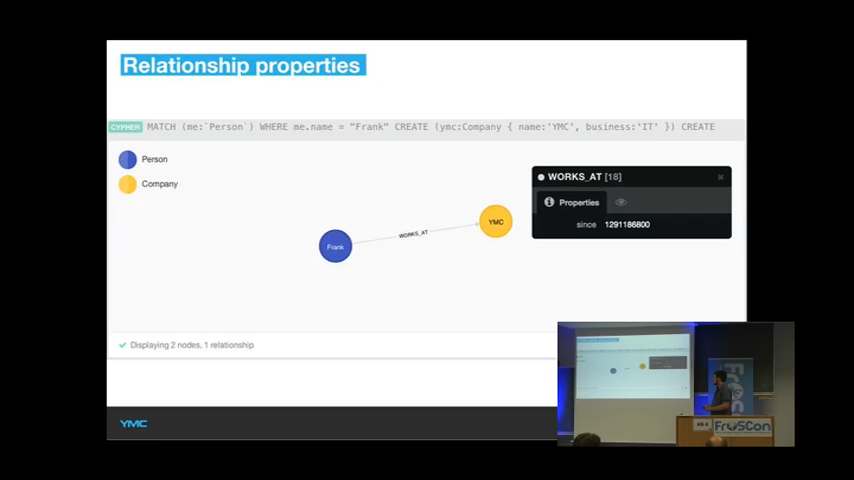 Relationship properties
CYPHER MATCH (me:`Person`) WHERE me.name = "Frank" CREATE (ymc:Company { name:'YMC', business:'IT' }) CREATE
Person
Company
WORKS_AT [18]
Properties
since 1291186800
Frank
WORKS_AT
YMC
Displaying 2 nodes, 1 relationship
YMC
FrOSCon